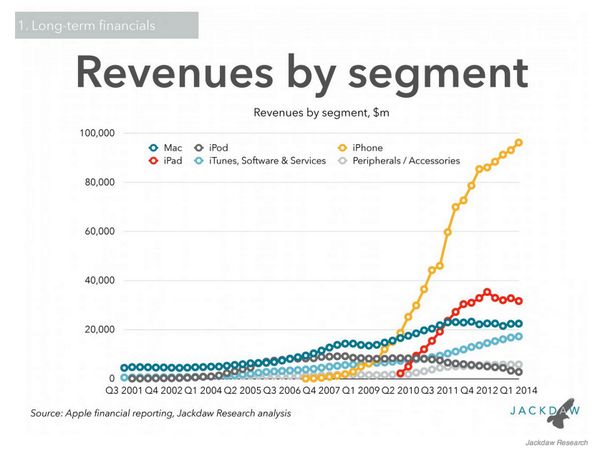 1. Long-term financials
Revenues by segment
Revenues by segment, $m
100,000
Mac iPod iPhone
iPad iTunes, Software & Services Peripherals / Accessories
80,000
60,000
40,000
20,000
0
Q3 2001 Q4 2002 Q1 2004 Q2 2005 Q3 2006 Q4 2007 Q1 2009 Q2 2010 Q3 2011 Q4 2012 Q1 2014
Source: Apple financial reporting, Jackdaw Research analysis
JACKDAW
Jackdaw Research